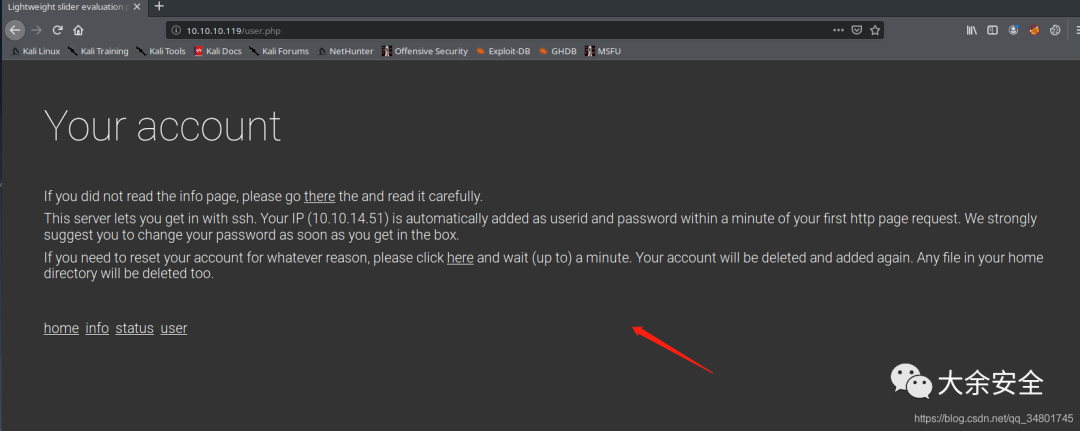 Lightweight slider evaluation
10.10.10.119/user.php
Kali Linux Kali Training Kali Tools Kali Docs Kali Forums NetHunter Offensive Security Exploit-DB GHDB MSFU
Your account
If you did not read the info page, please go there the and read it carefully.
This server lets you get in with ssh. Your IP (10.10.14.51) is automatically added as userid and password within a minute of your first http page request. We strongly
suggest you to change your password as soon as you get in the box.
If you need to reset your account for whatever reason, please click here and wait (up to) a minute. Your account will be deleted and added again. Any file in your home
directory will be deleted too.
home info status user
大余安全
https://blog.csdn.net/qq_34801745